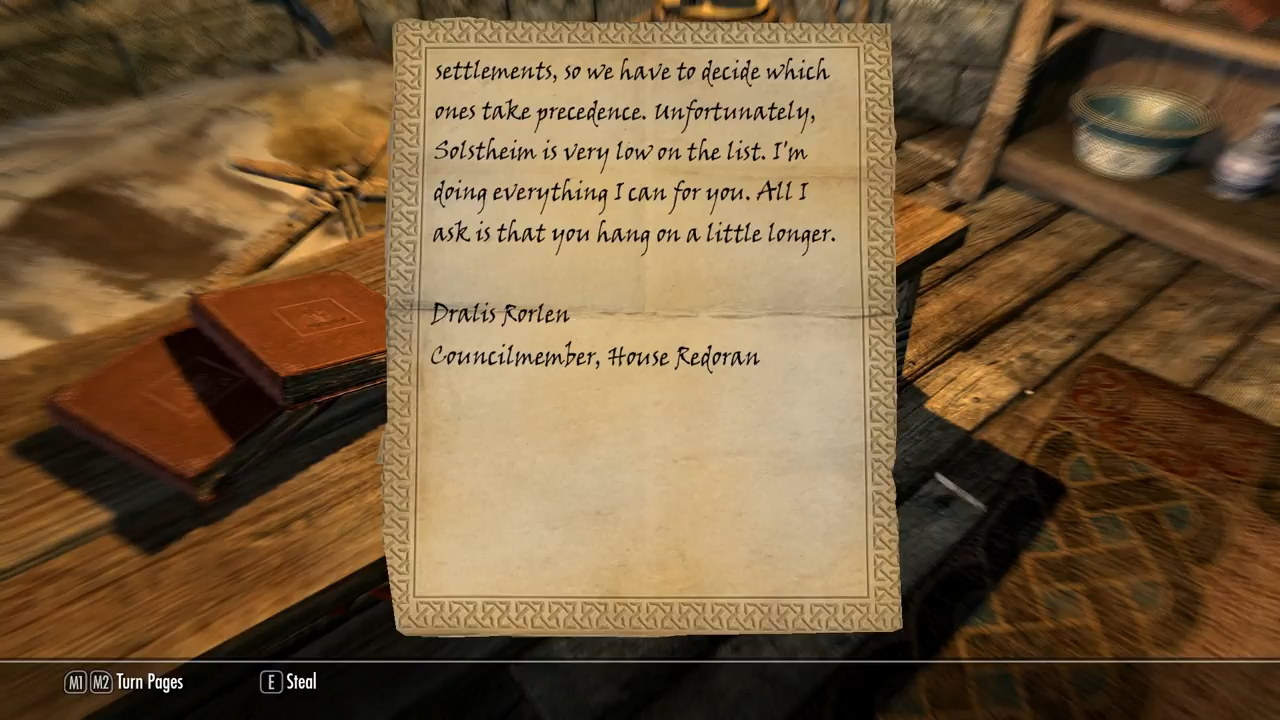 settlements, so we have to decide which
ones take precedence. Unfortunately,
Solstheim is very low on the list. I'm
doing everything I can for you. All I
ask is that you hang on a little longer.
Dralis Rorlen
Councilmember, House Redoran
M1 M2 Turn Pages E Steal